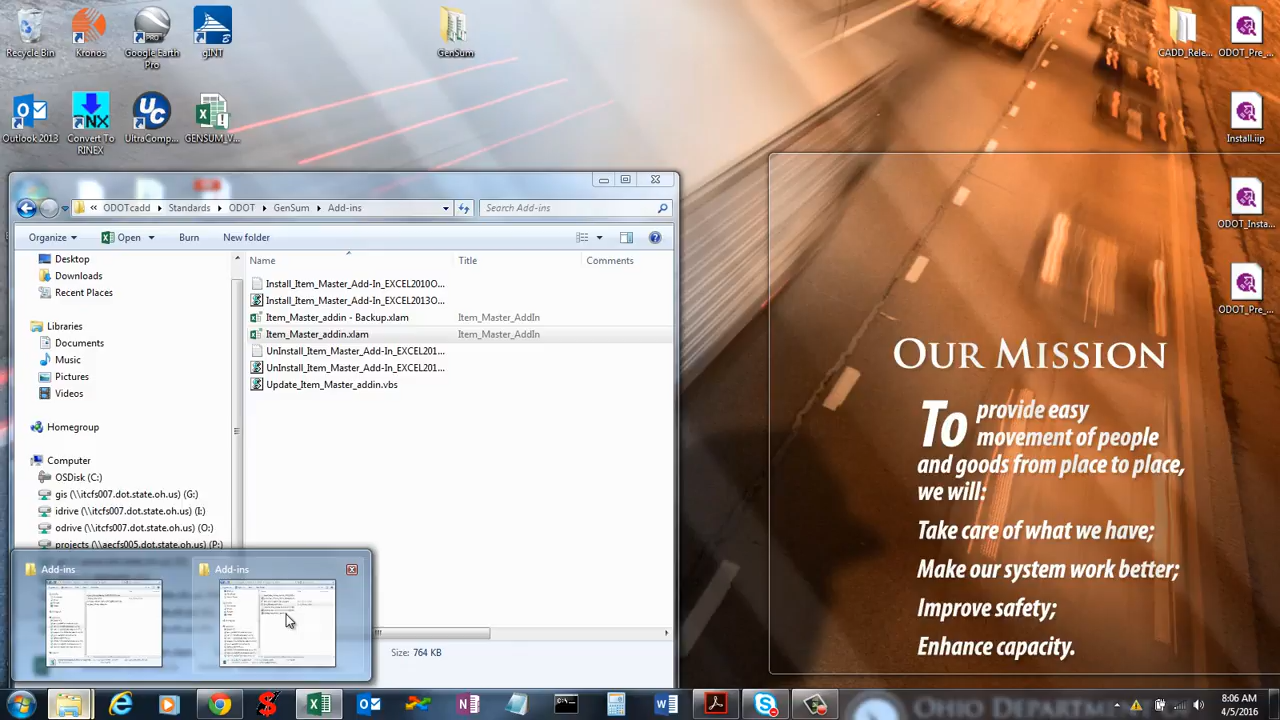 Recycle Bin
Kronos
Google Earth
Pro
gINT
GenSum
CADD_Rele...
ODOT_Pre_...
Outlook 2013
Convert To
RINEX
UltraComp...
GENSUM_V...
Install.iip
ODOT_Insta...
ODOT_Pre_...
« ODOTcadd ▸ Standards ▸ ODOT ▸ GenSum ▸ Add-ins
Search Add-ins
Organize
Open
Burn
New folder
Name
Title
Comments
Desktop
Downloads
Recent Places
Libraries
Documents
Music
Pictures
Videos
Homegroup
Computer
OSDisk (C:)
gis (\\itcfs007.dot.state.oh.us) (G:)
idrive (\\itcfs007.dot.state.oh.us) (I:)
odrive (\\itcfs007.dot.state.oh.us) (O:)
projects (\\aecfs005.dot.state.oh.us) (P:)
Install_Item_Master_Add-In_EXCEL2010O...
Install_Item_Master_Add-In_EXCEL2013O...
Item_Master_addin - Backup.xlam
Item_Master_AddIn
Item_Master_addin.xlam
Item_Master_AddIn
UnInstall_Item_Master_Add-In_EXCEL201...
UnInstall_Item_Master_Add-In_EXCEL201...
Update_Item_Master_addin.vbs
Size: 764 KB
Add-ins
Add-ins
OUR MISSION
To provide easy
movement of people
and goods from place to place,
we will:
Take care of what we have;
Make our system work better;
Improve safety;
Enhance capacity.
8:06 AM
4/5/2016